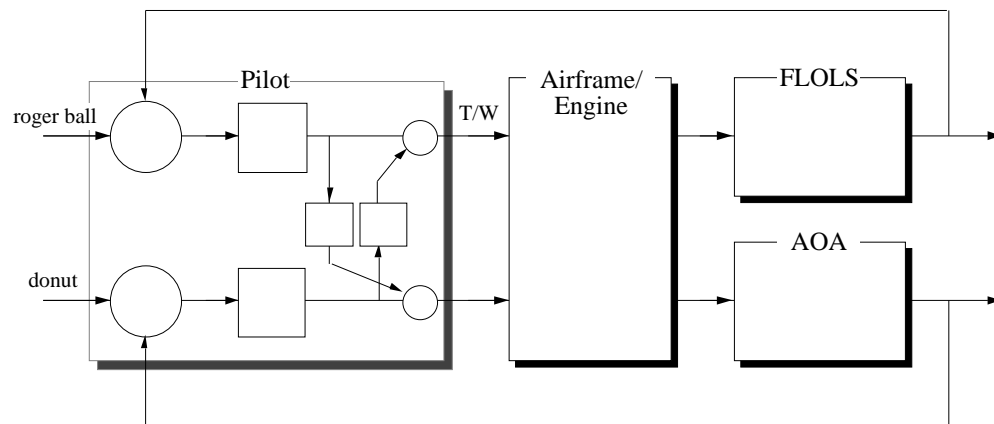 Pilot
Airframe/
Engine
FLOLS
roger ball
T/W
donut
AOA